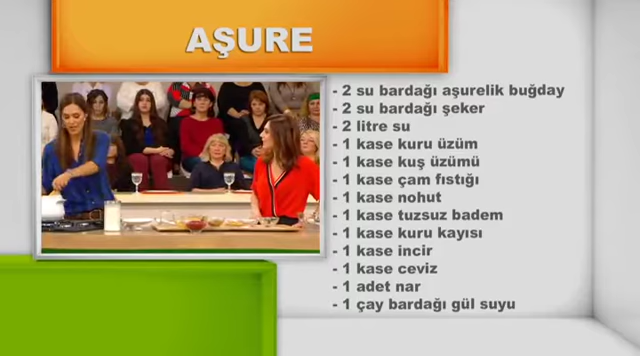 AŞURE
- 2 su bardağı aşurelik buğday
- 2 su bardağı şeker
- 2 litre su
- 1 kase kuru üzüm
- 1 kase kuş üzümü
- 1 kase çam fıstığı
- 1 kase nohut
- 1 kase tuzsuz badem
- 1 kase kuru kayısı
- 1 kase incir
- 1 kase ceviz
- 1 adet nar
- 1 çay bardağı gül suyu